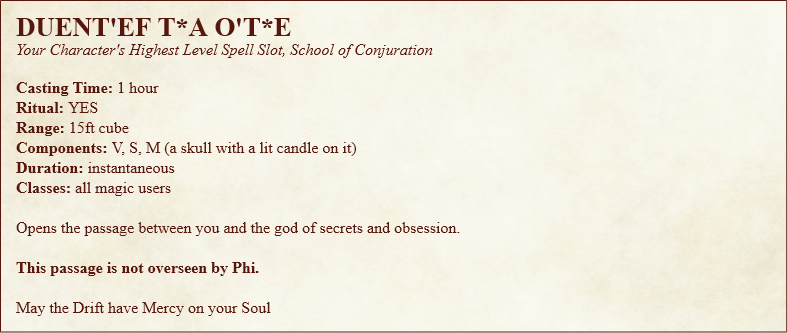 DUENT'EF T*A O'T*E
Your Character's Highest Level Spell Slot, School of Conjuration
Casting Time: 1 hour
Ritual: YES
Range: 15ft cube
Components: V, S, M (a skull with a lit candle on it)
Duration: instantaneous
Classes: all magic users
Opens the passage between you and the god of secrets and obsession.
This passage is not overseen by Phi.
May the Drift have Mercy on your Soul